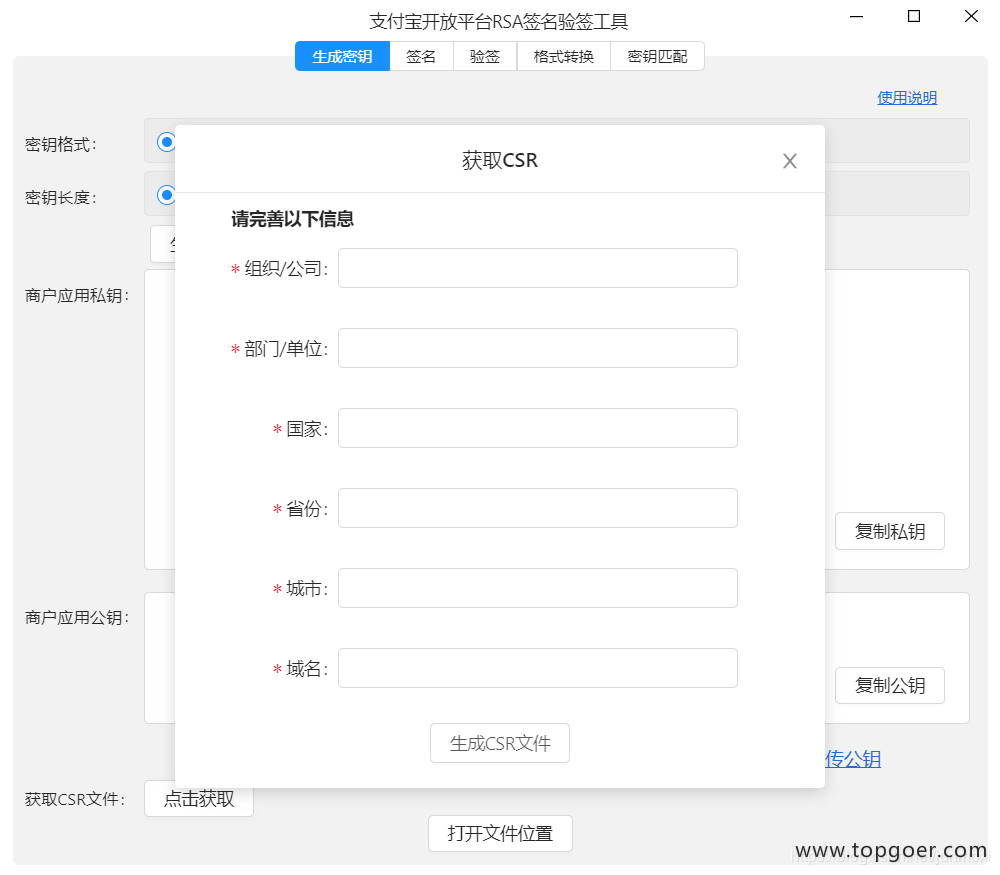 支付宝开放平台RSA签名验签工具
生成密钥 签名 验签 格式转换 密钥匹配
使用说明
密钥格式:
密钥长度:
商户应用私钥:
获取CSR
请完善以下信息
* 组织/公司:
* 部门/单位:
* 国家:
* 省份:
* 城市:
* 域名:
生成CSR文件
复制私钥
商户应用公钥:
复制公钥
传公钥
获取CSR文件: 点击获取
打开文件位置
www.topgoer.com